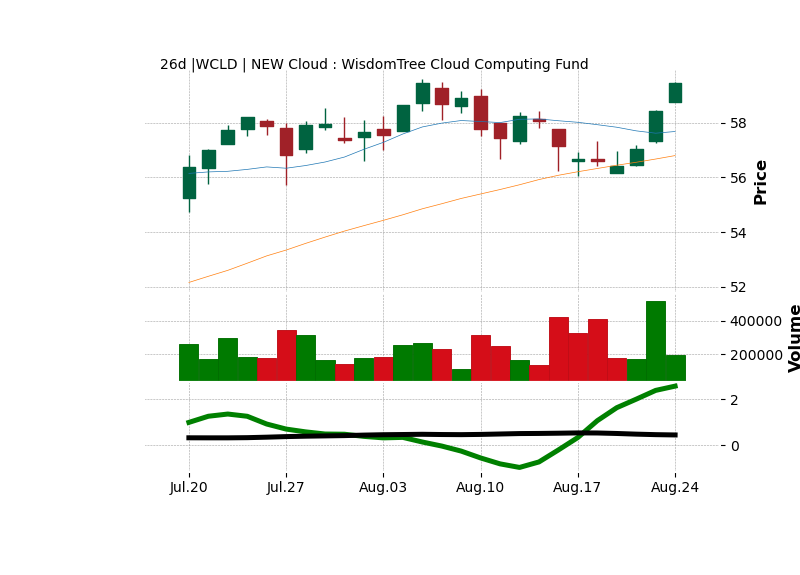 26d |WCLD | NEW Cloud : WisdomTree Cloud Computing Fund
58
56
54
52
Price
400000
200000
Volume
2
0
Jul.20 Jul.27 Aug.03 Aug.10 Aug.17 Aug.24